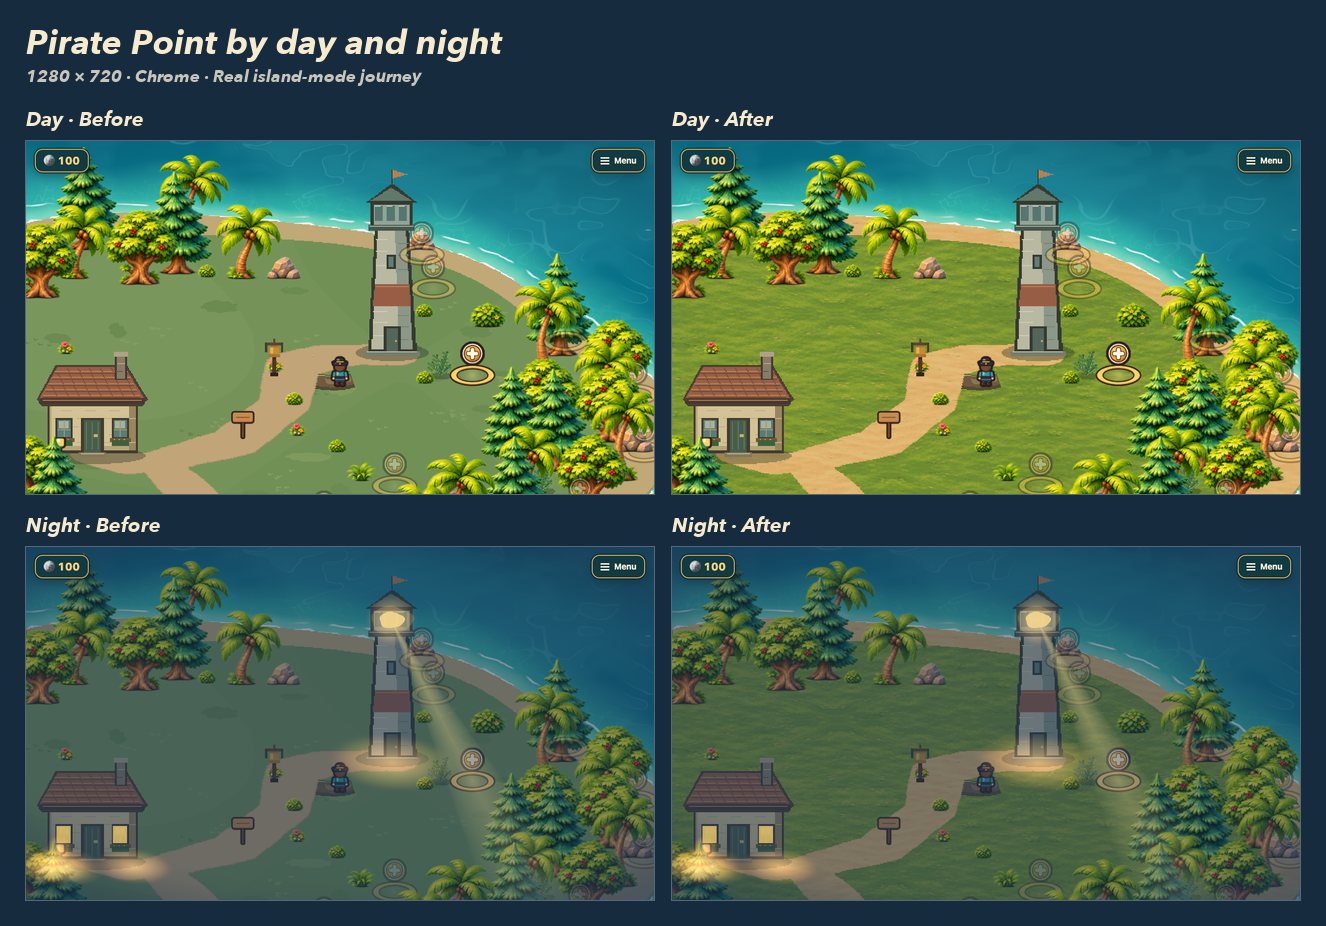 Pirate Point by day and night
1280 × 720 · Chrome · Real island-mode journey
Day · Before
Day · After
100
Menu
100
Menu
Night · Before
Night · After
100
Menu
100
Menu